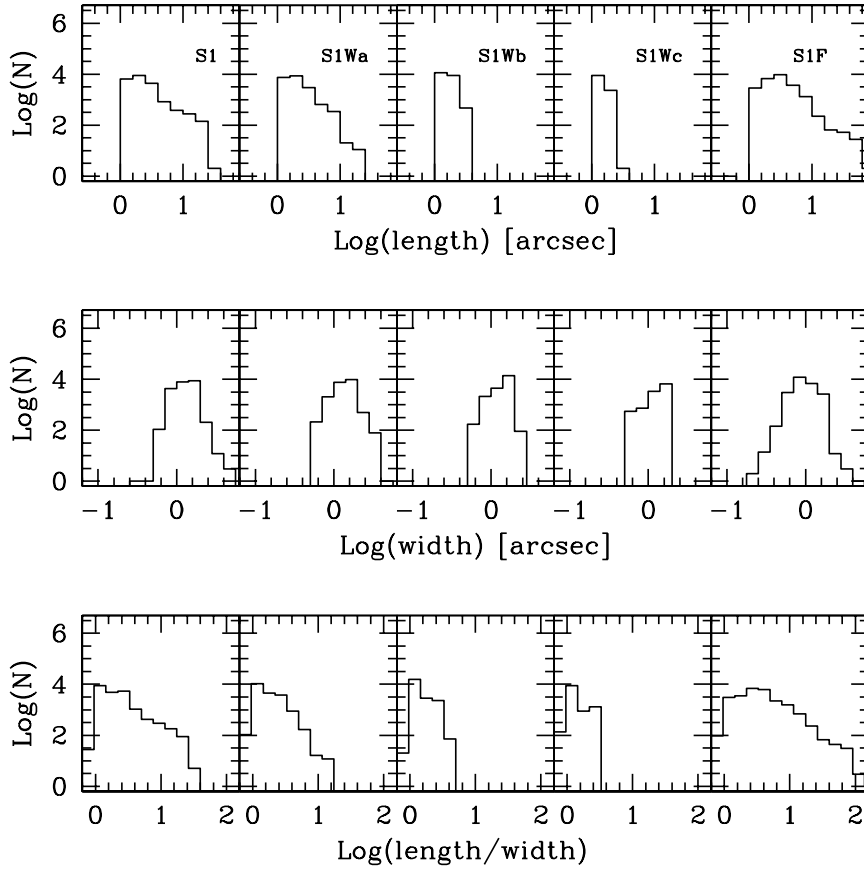 Log(N)
6
4
2
0
S1
S1Wa
S1Wb
S1Wc
S1F
0 1 0 1 0 1 0 1 0 1
Log(length) [arcsec]
Log(N)
6
4
2
0
−1 0 −1 0 −1 0 −1 0 −1 0
Log(width) [arcsec]
Log(N)
6
4
2
0
0 1 2 0 1 2 0 1 2 0 1 2 0 1 2
Log(length/width)